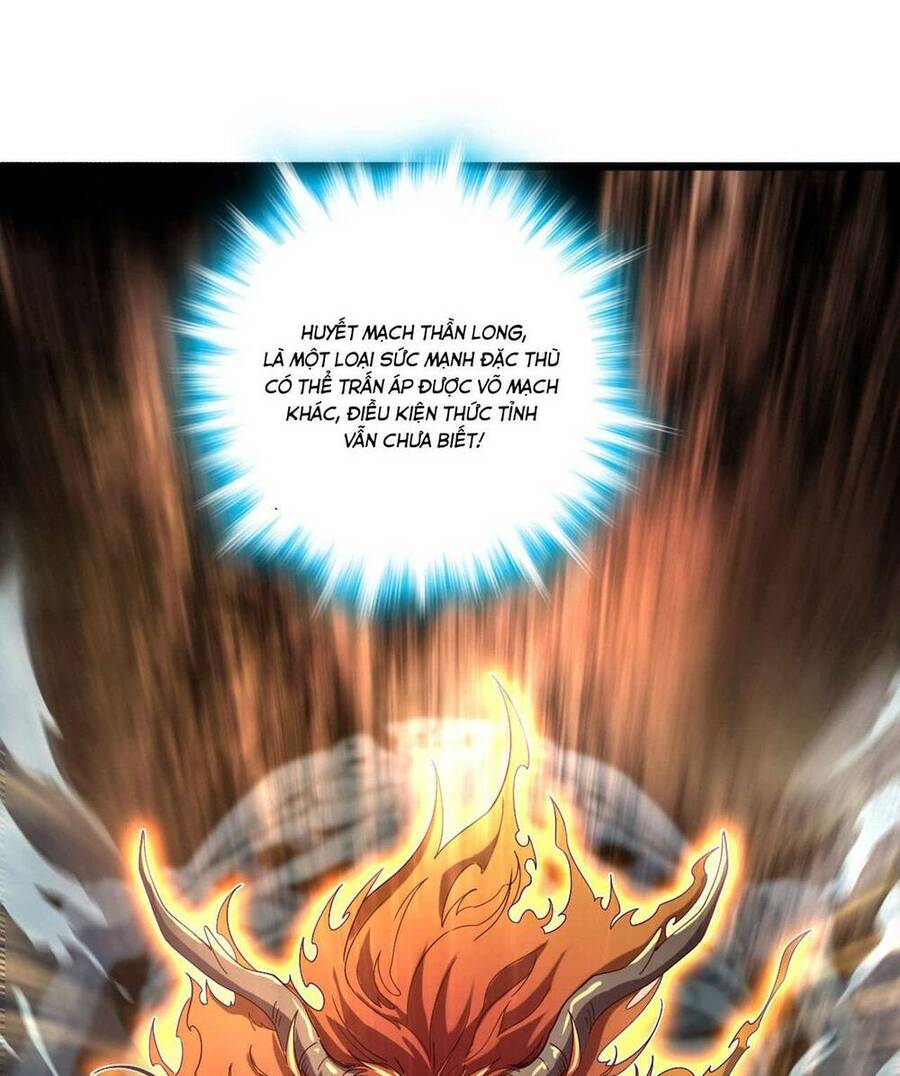 HUYẾT MẠCH THẦN LONG,
LÀ MỘT LOẠI SỨC MẠNH ĐẶC THÙ
CÓ THỂ TRẤN ÁP ĐƯỢC VÕ MẠCH
KHÁC, ĐIỀU KIỆN THỨC TỈNH
VẪN CHƯA BIẾT!